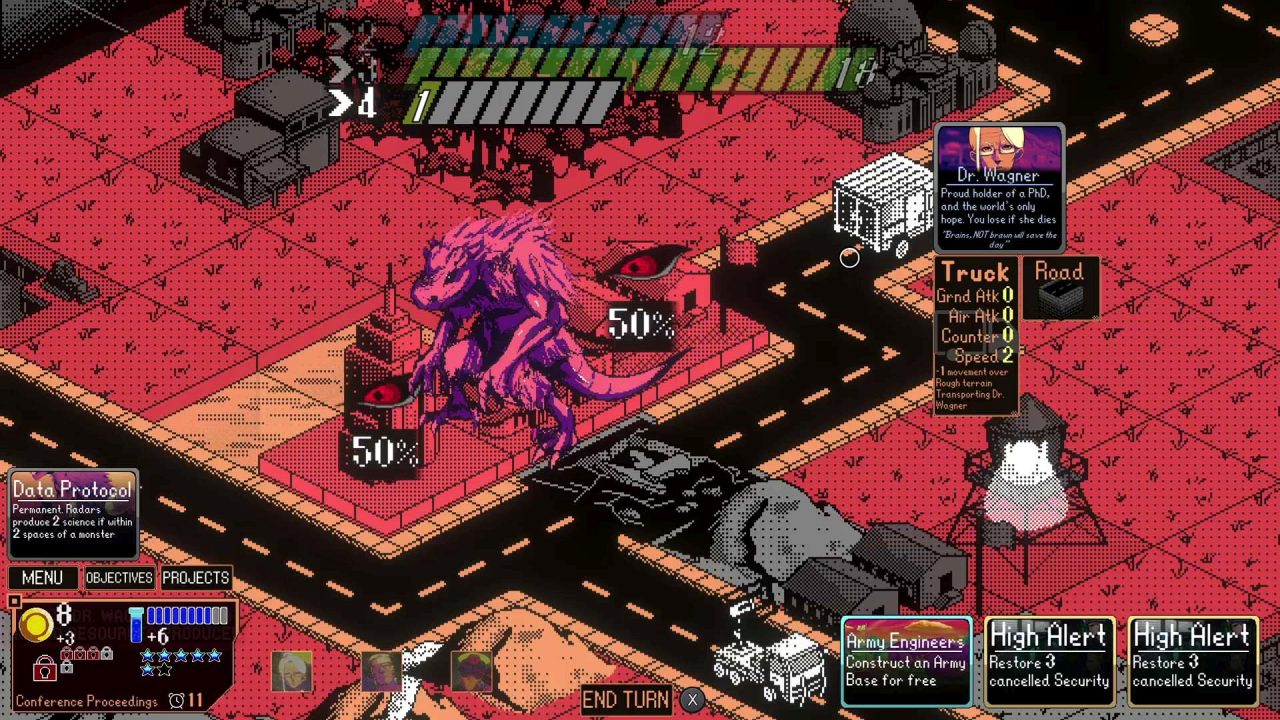 >2
12
>3
18
>4
1
Dr. Wagner
Proud holder of a PhD,
and the world's only
hope. You lose if she dies
"Brains, NOT brawn will save the
day"
Truck
Grnd Atk 0
Air Atk 0
Counter 0
Speed 2
-1 movement over
Rough terrain
Transporting Dr.
Wagner
Road
50%
50%
Data Protocol
Permanent. Radars
produce 2 science if within
2 spaces of a monster
MENU
OBJECTIVES
PROJECTS
8
+3
+6
Conference Proceedings
11
END TURN
X
Army Engineers
Construct an Army
Base for free
High Alert
Restore 3
cancelled Security
High Alert
Restore 3
cancelled Security